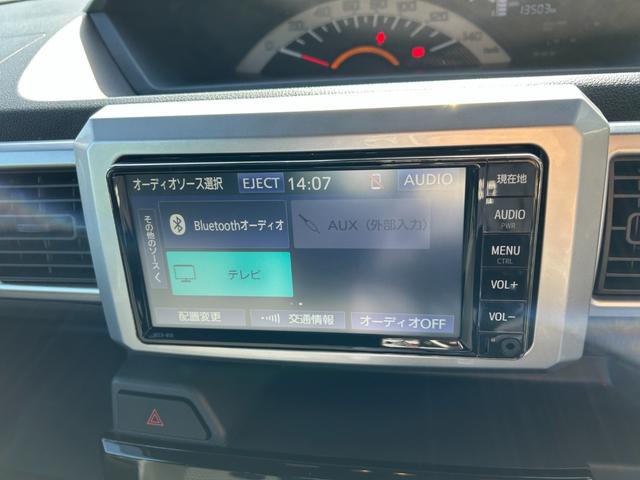 13503
140
オーディオソース選択 EJECT 14:07 AUDIO
その他のソースく
Bluetoothオーディオ
AUX（外部入力）
テレビ
配置変更
交通情報
オーディオOFF
現在地
AUDIO
PWR
MENU
CTRL
VOL+
VOL-